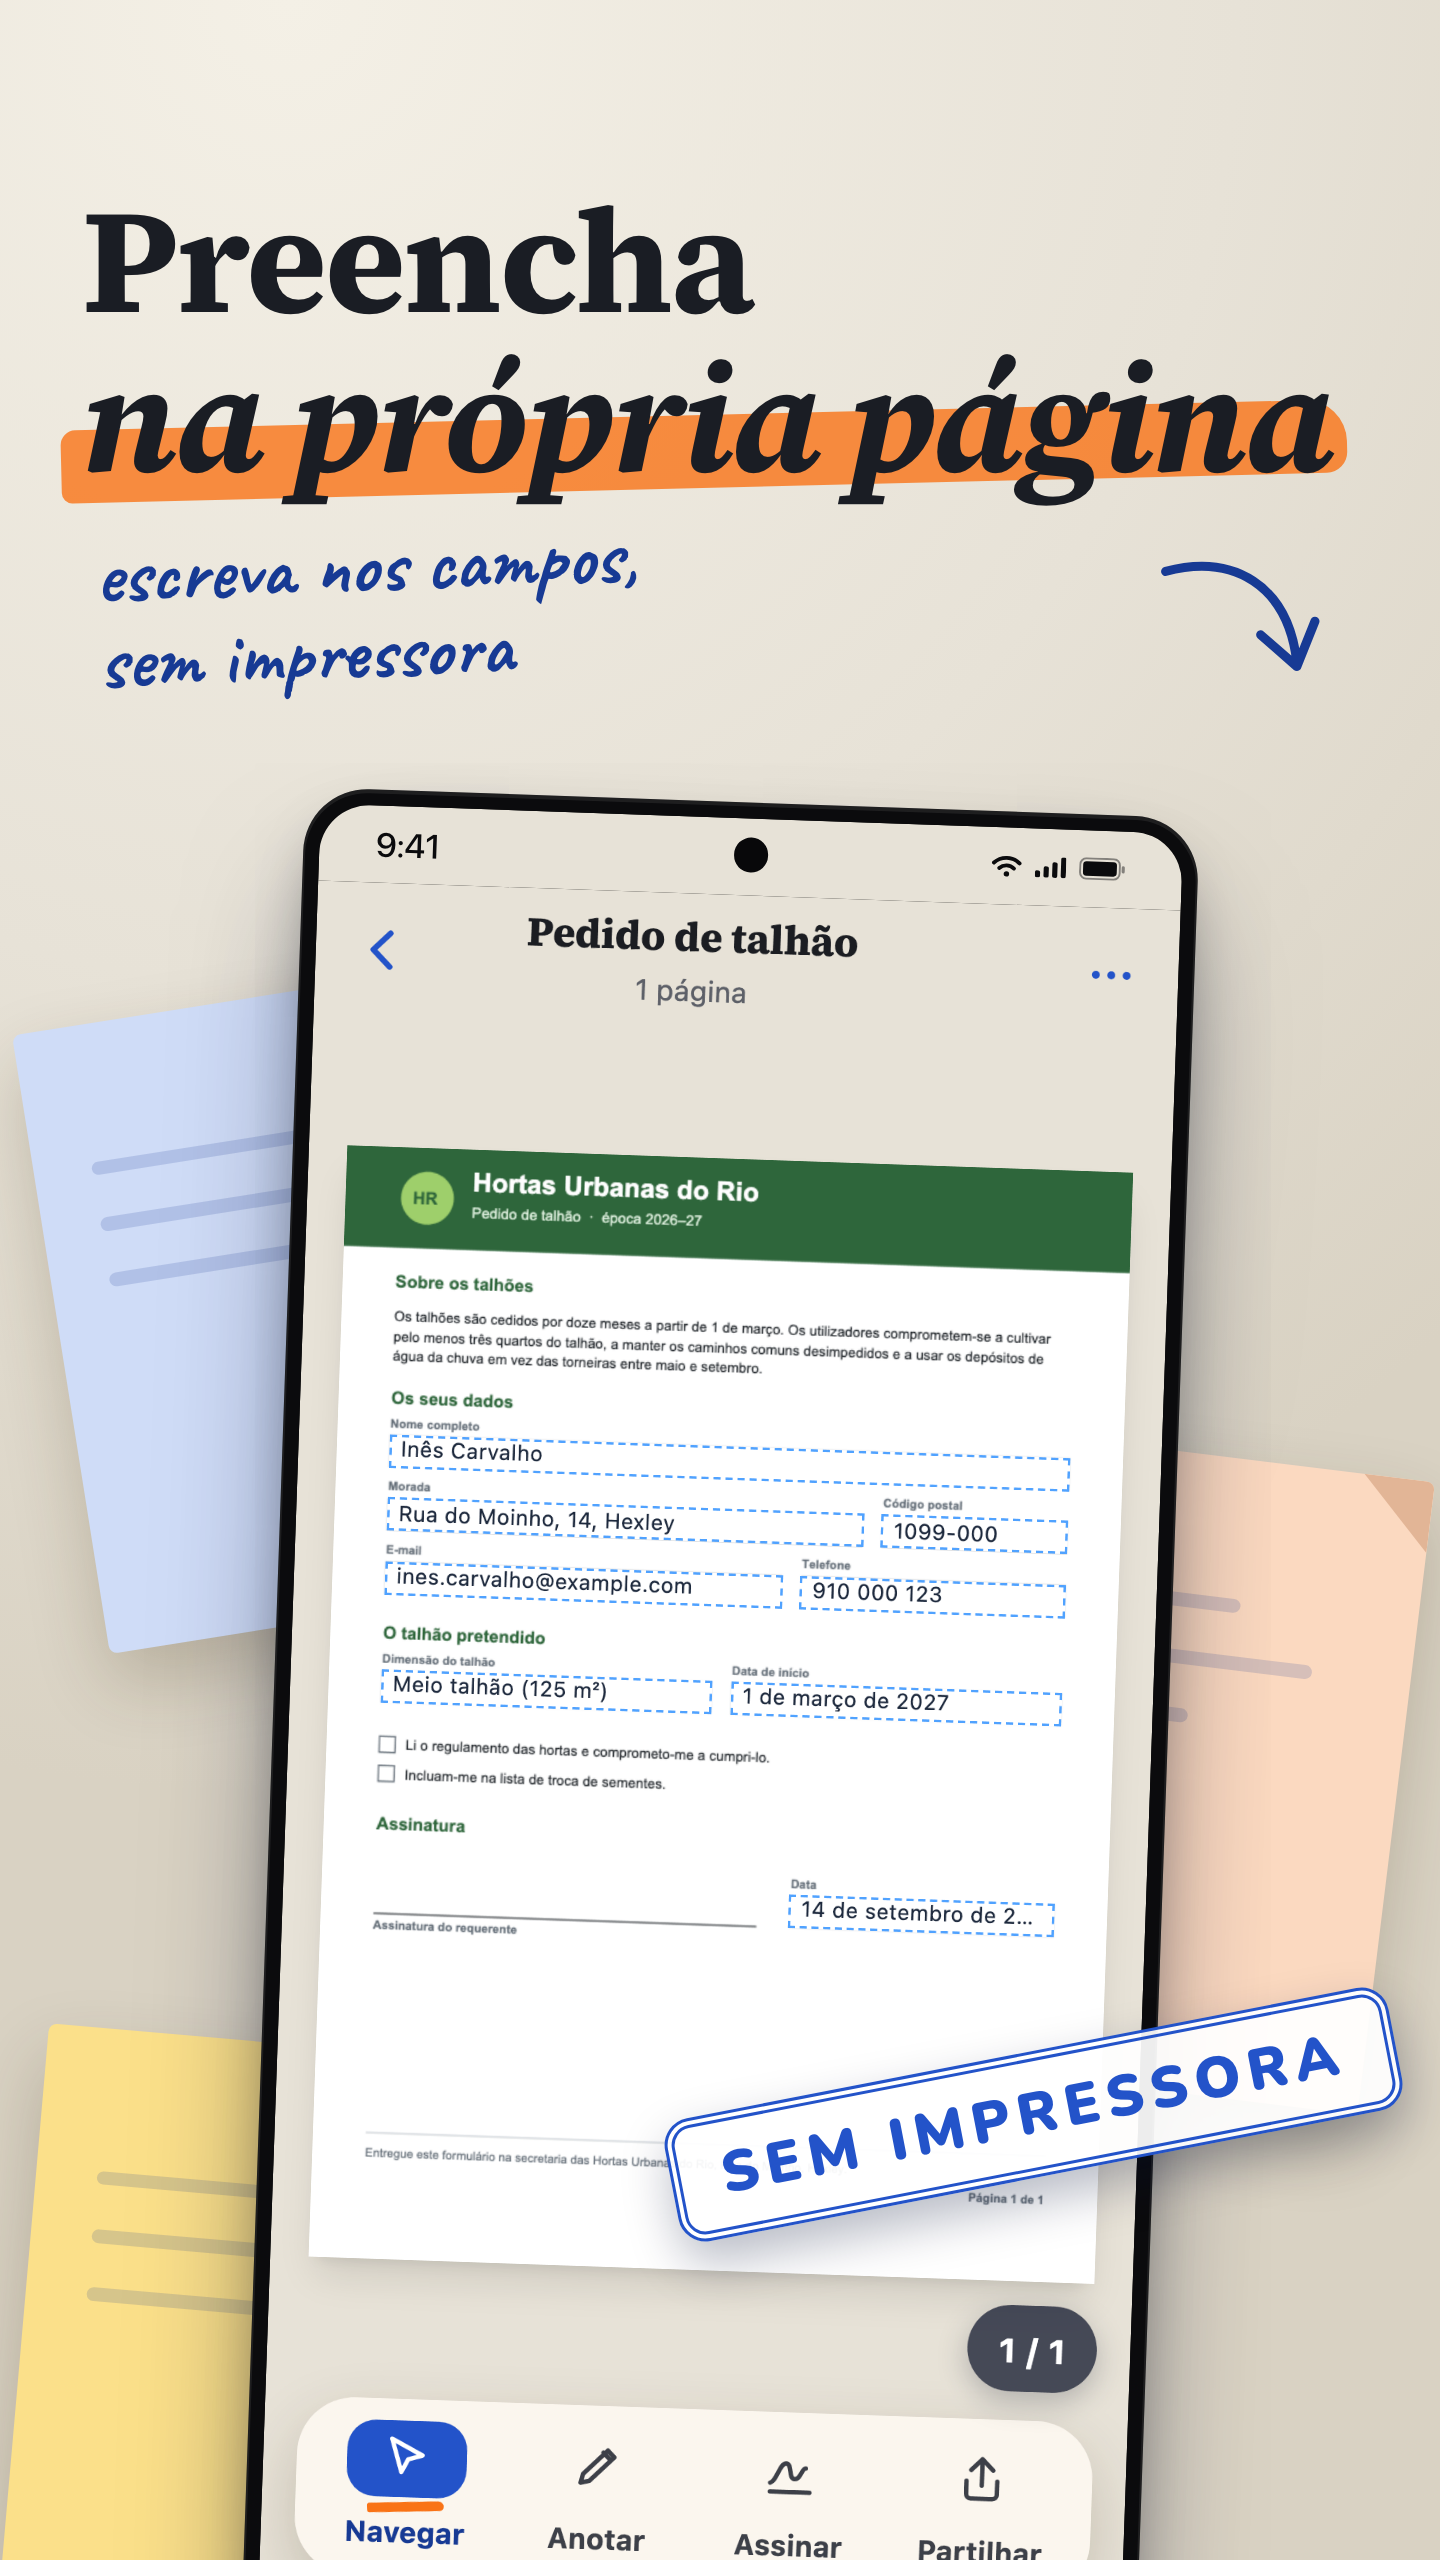 Preencha
na própria página
escreva nos campos,
sem impressora
9:41
Pedido de talhão
1 página
HR
Hortas Urbanas do Rio
Pedido de talhão · época 2026–27
Sobre os talhões
Os talhões são cedidos por doze meses a partir de 1 de março. Os utilizadores comprometem-se a cultivar
pelo menos três quartos do talhão, a manter os caminhos comuns desimpedidos e a usar os depósitos de
água da chuva em vez das torneiras entre maio e setembro.
Os seus dados
Nome completo
Inês Carvalho
Morada
Código postal
Rua do Moinho, 14, Hexley
1099-000
E-mail
Telefone
ines.carvalho@example.com
910 000 123
O talhão pretendido
Dimensão do talhão
Data de início
Meio talhão (125 m²)
1 de março de 2027
Li o regulamento das hortas e comprometo-me a cumpri-lo.
Incluam-me na lista de troca de sementes.
Assinatura
Data
14 de setembro de 2...
Assinatura do requerente
SEM IMPRESSORA
Entregue este formulário na secretaria das Hortas
Página 1 de 1
1 / 1
Navegar
Anotar
Assinar
Partilhar